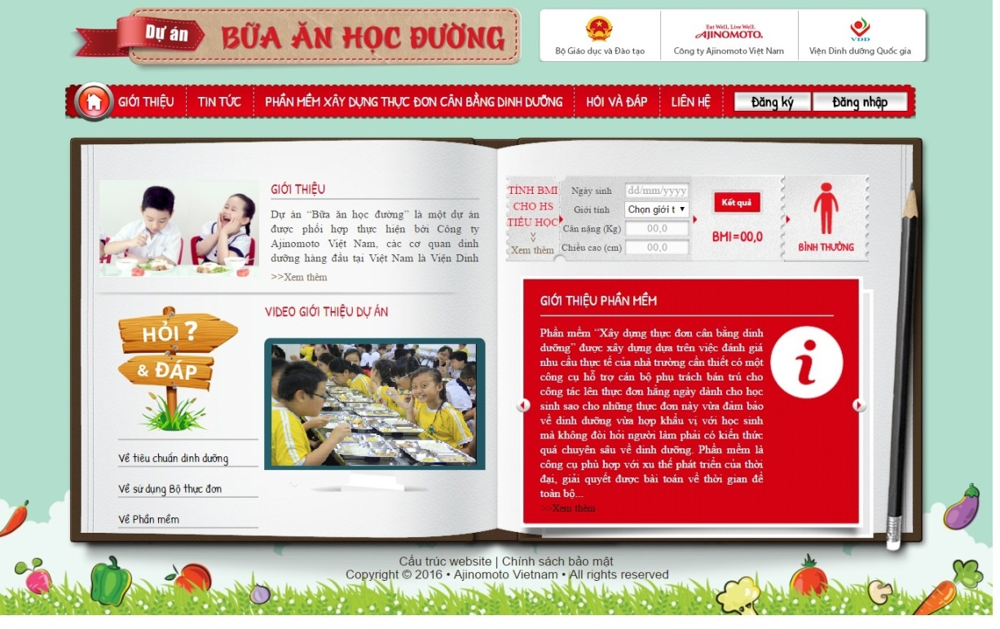 Dự án
BỮA ĂN HỌC ĐƯỜNG
Bộ Giáo dục và Đào tạo
Eat Well, Live Well.
AJINOMOTO.
Công ty Ajinomoto Việt Nam
VDD
Viện Dinh dưỡng Quốc gia
GIỚI THIỆU
TIN TỨC
PHẦN MỀM XÂY DỰNG THỰC ĐƠN CÂN BẰNG DINH DƯỠNG
HỎI VÀ ĐÁP
LIÊN HỆ
Đăng ký
Đăng nhập
GIỚI THIỆU
Dự án “Bữa ăn học đường” là một dự án
được phối hợp thực hiện bởi Công ty
Ajinomoto Việt Nam, các cơ quan dinh
dưỡng hàng đầu tại Việt Nam là Viện Dinh
>>Xem thêm
HỎI ?
& ĐÁP
Về tiêu chuẩn dinh dưỡng
Về sử dụng Bộ thực đơn
Về Phần mềm
VIDEO GIỚI THIỆU DỰ ÁN
TÍNH BMI
CHO HS
TIỂU HỌC
Xem thêm
Ngày sinh dd/mm/yyyy
Giới tính Chọn giới t
Cân nặng (Kg) 00,0
Chiều cao (cm) 00,0
Kết quả
BMI=00,0
BÌNH THƯỜNG
GIỚI THIỆU PHẦN MỀM
Phần mềm “Xây dựng thực đơn cân bằng dinh
dưỡng” được xây dựng dựa trên việc đánh giá
nhu cầu thực tế của nhà trường cần thiết có một
công cụ hỗ trợ cán bộ phụ trách bán trú cho
công tác lên thực đơn hằng ngày dành cho học
sinh sao cho những thực đơn này vừa đảm bảo
về dinh dưỡng vừa hợp khẩu vị với học sinh
mà không đòi hỏi người làm phải có kiến thức
quá chuyên sâu về dinh dưỡng. Phần mềm là
công cụ phù hợp với xu thế phát triển của thời
đại, giải quyết được bài toán về thời gian để
toàn bộ...
>>Xem thêm
Cấu trúc website | Chính sách bảo mật
Copyright © 2016 • Ajinomoto Vietnam • All rights reserved